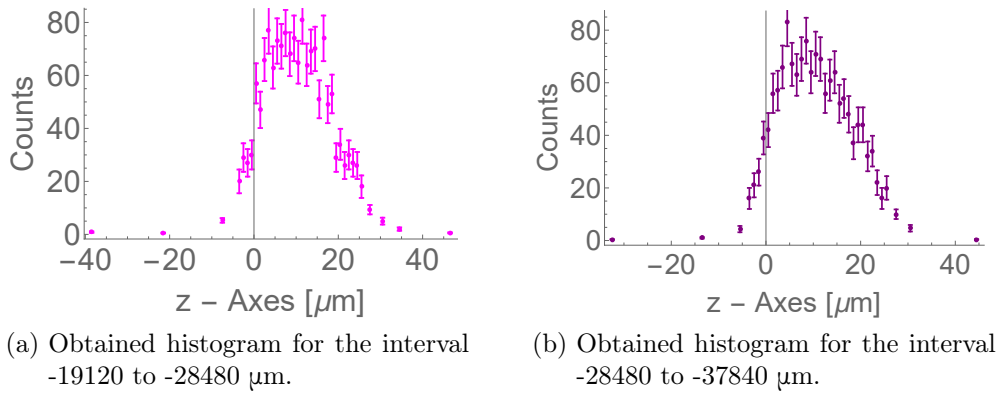 80
60
40
20
0
Counts
−40
−20
0
20
40
z − Axes [μm]
80
60
40
20
0
Counts
−20
0
20
40
z − Axes [μm]
(a) Obtained histogram for the interval
-19120 to -28480 μm.
(b) Obtained histogram for the interval
-28480 to -37840 μm.